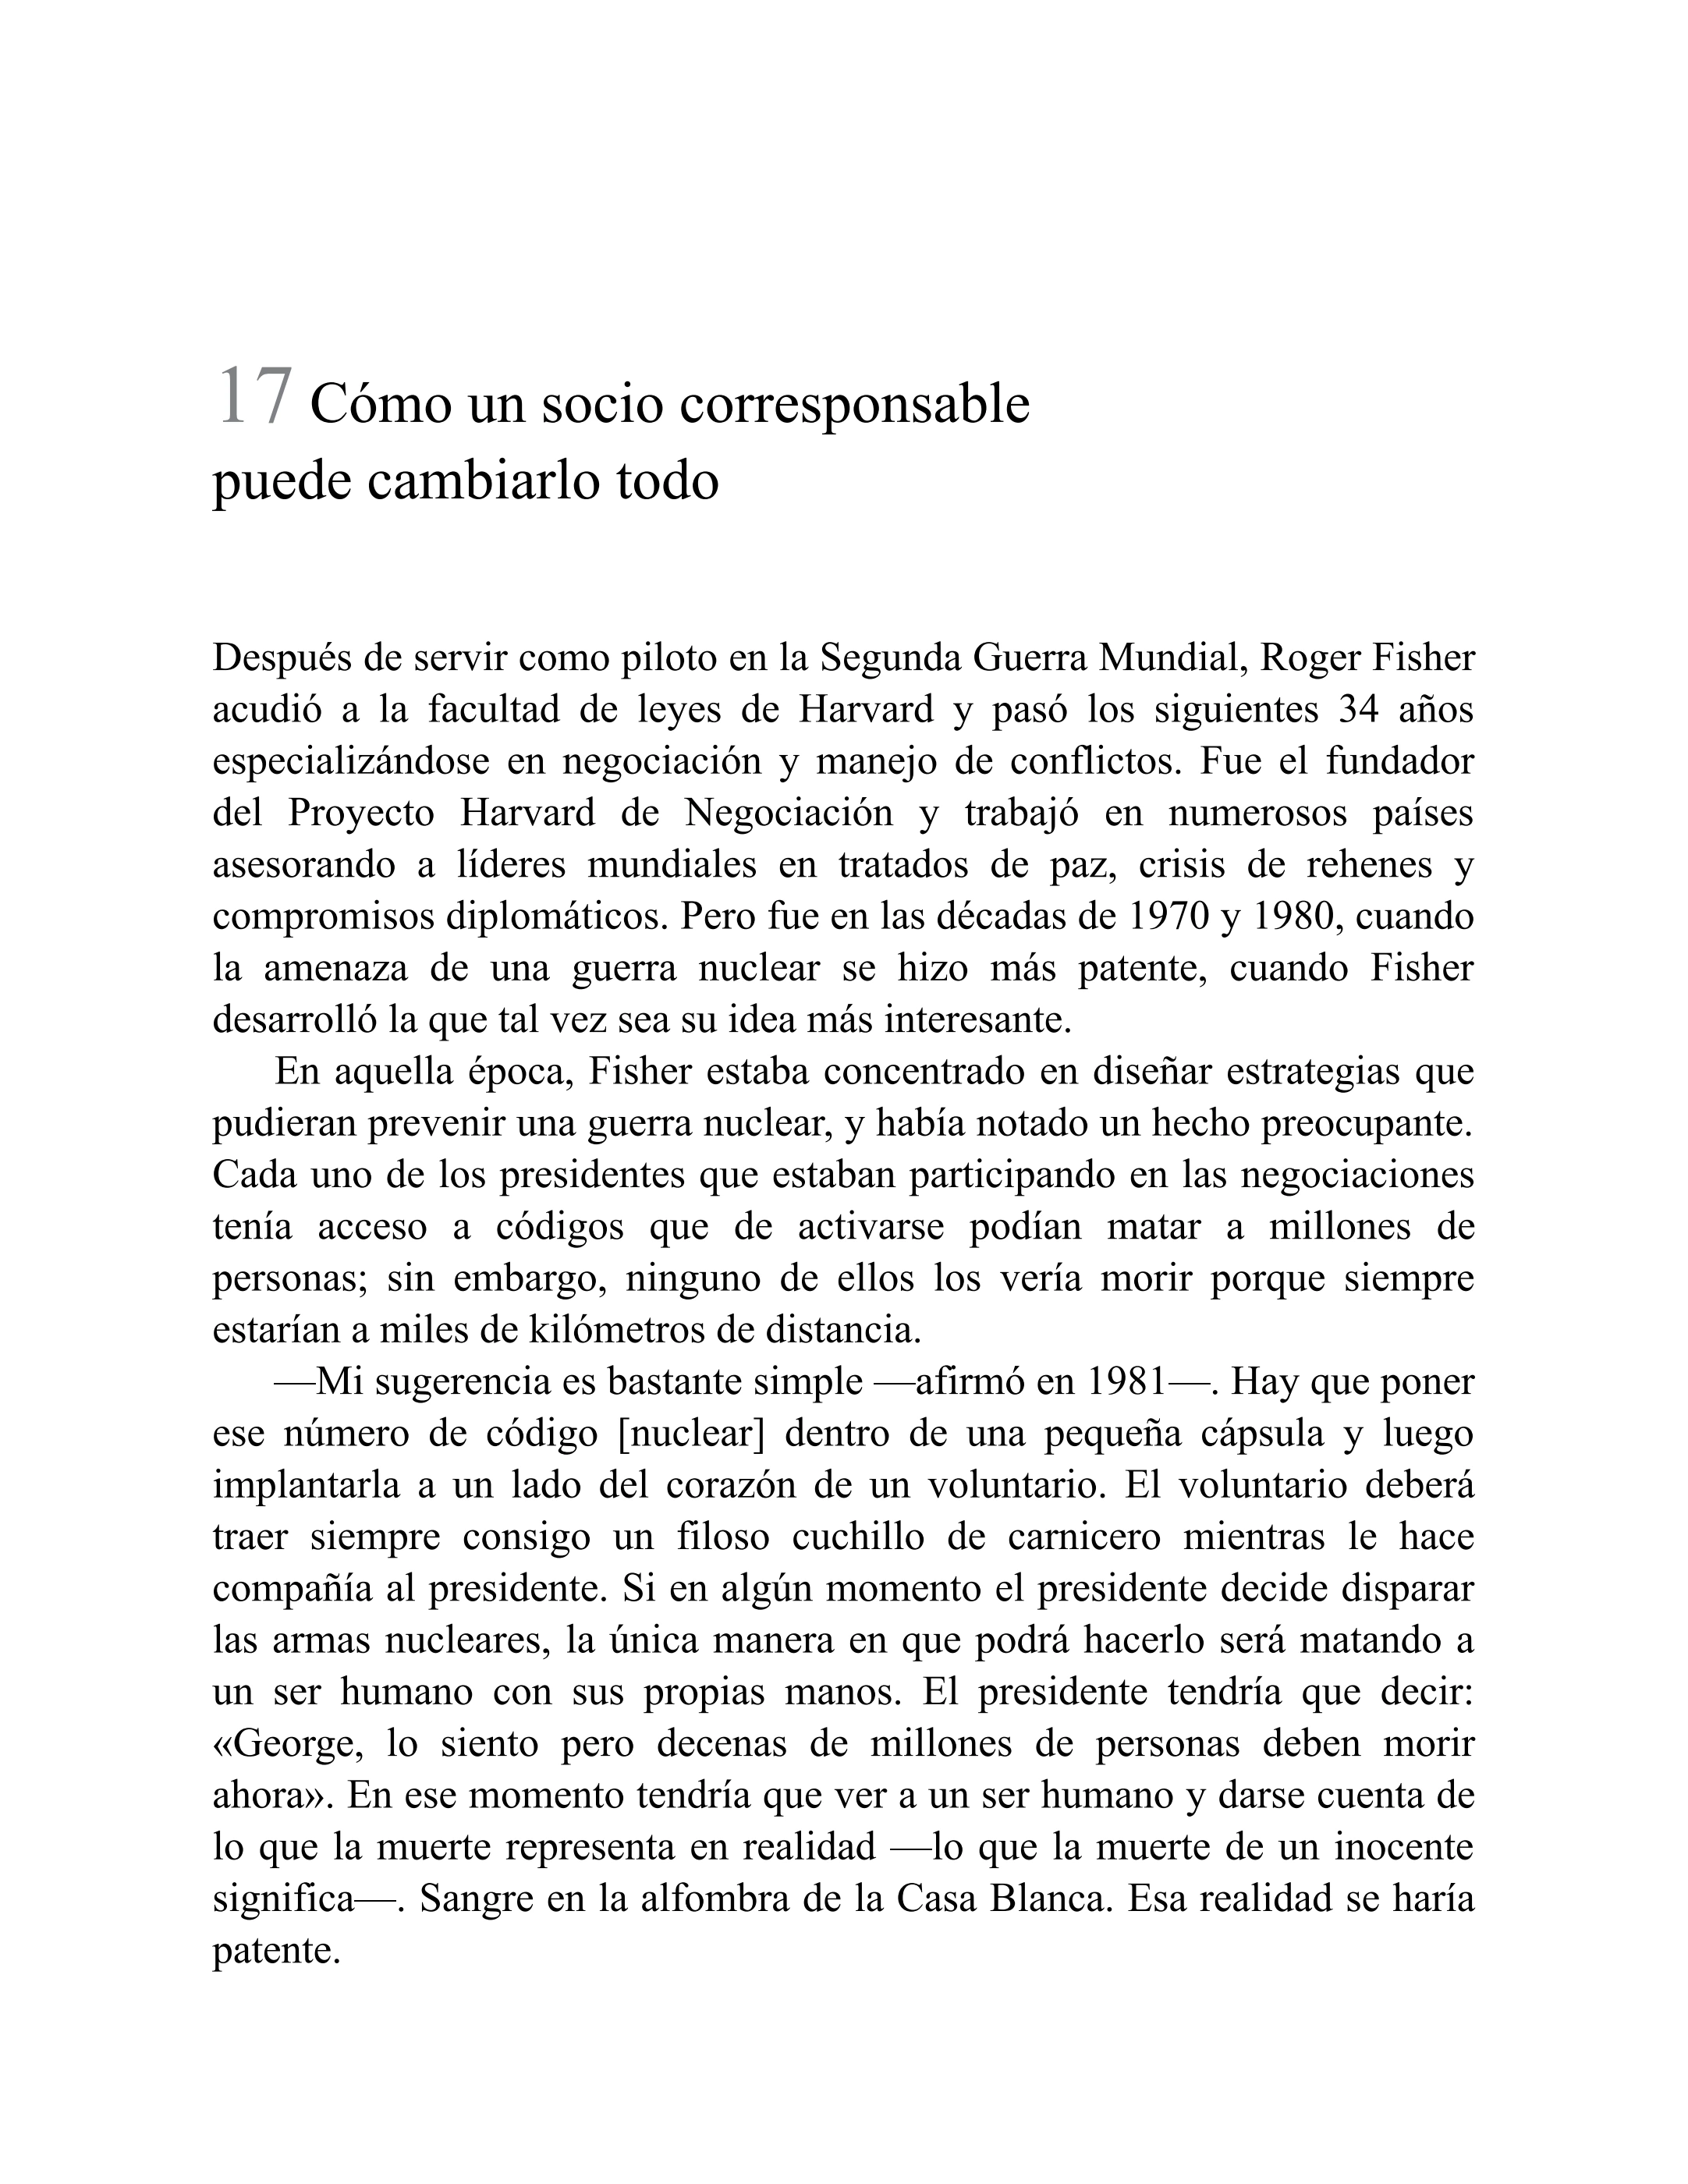 17 Cómo un socio corresponsable
puede cambiarlo todo
Después de servir como piloto en la Segunda Guerra Mundial, Roger Fisher
acudió a la facultad de leyes de Harvard y pasó los siguientes 34 años
especializándose en negociación y manejo de conflictos. Fue el fundador
del Proyecto Harvard de Negociación y trabajó en numerosos países
asesorando a líderes mundiales en tratados de paz, crisis de rehenes y
compromisos diplomáticos. Pero fue en las décadas de 1970 y 1980, cuando
la amenaza de una guerra nuclear se hizo más patente, cuando Fisher
desarrolló la que tal vez sea su idea más interesante.
En aquella época, Fisher estaba concentrado en diseñar estrategias que
pudieran prevenir una guerra nuclear, y había notado un hecho preocupante.
Cada uno de los presidentes que estaban participando en las negociaciones
tenía acceso a códigos que de activarse podían matar a millones de
personas; sin embargo, ninguno de ellos los vería morir porque siempre
estarían a miles de kilómetros de distancia.
—Mi sugerencia es bastante simple —afirmó en 1981—. Hay que poner
ese número de código [nuclear] dentro de una pequeña cápsula y luego
implantarla a un lado del corazón de un voluntario. El voluntario deberá
traer siempre consigo un filoso cuchillo de carnicero mientras le hace
compañía al presidente. Si en algún momento el presidente decide disparar
las armas nucleares, la única manera en que podrá hacerlo será matando a
un ser humano con sus propias manos. El presidente tendría que decir:
«George, lo siento pero decenas de millones de personas deben morir
ahora». En ese momento tendría que ver a un ser humano y darse cuenta de
lo que la muerte representa en realidad —lo que la muerte de un inocente
significa—. Sangre en la alfombra de la Casa Blanca. Esa realidad se haría
patente.